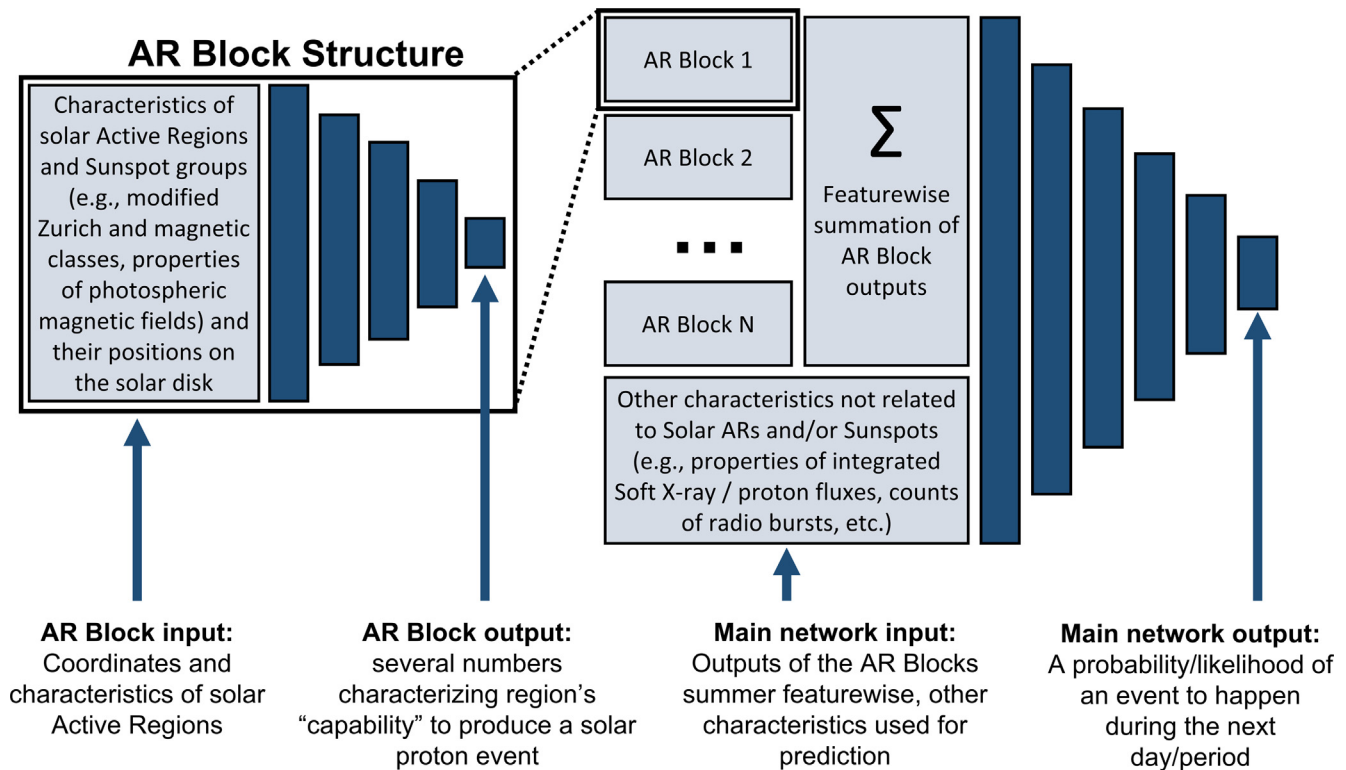 AR Block Structure
Characteristics of
solar Active Regions
and Sunspot groups
(e.g., modified
Zurich and magnetic
classes, properties
of photospheric
magnetic fields) and
their positions on
the solar disk
AR Block 1
AR Block 2
...
AR Block N
Σ
Featurewise
summation of
AR Block
outputs
Other characteristics not related
to Solar ARs and/or Sunspots
(e.g., properties of integrated
Soft X-ray / proton fluxes, counts
of radio bursts, etc.)
AR Block input:
Coordinates and
characteristics of solar
Active Regions
AR Block output:
several numbers
characterizing region’s
“capability” to produce a solar
proton event
Main network input:
Outputs of the AR Blocks
summer featurewise, other
characteristics used for
prediction
Main network output:
A probability/likelihood of
an event to happen
during the next
day/period